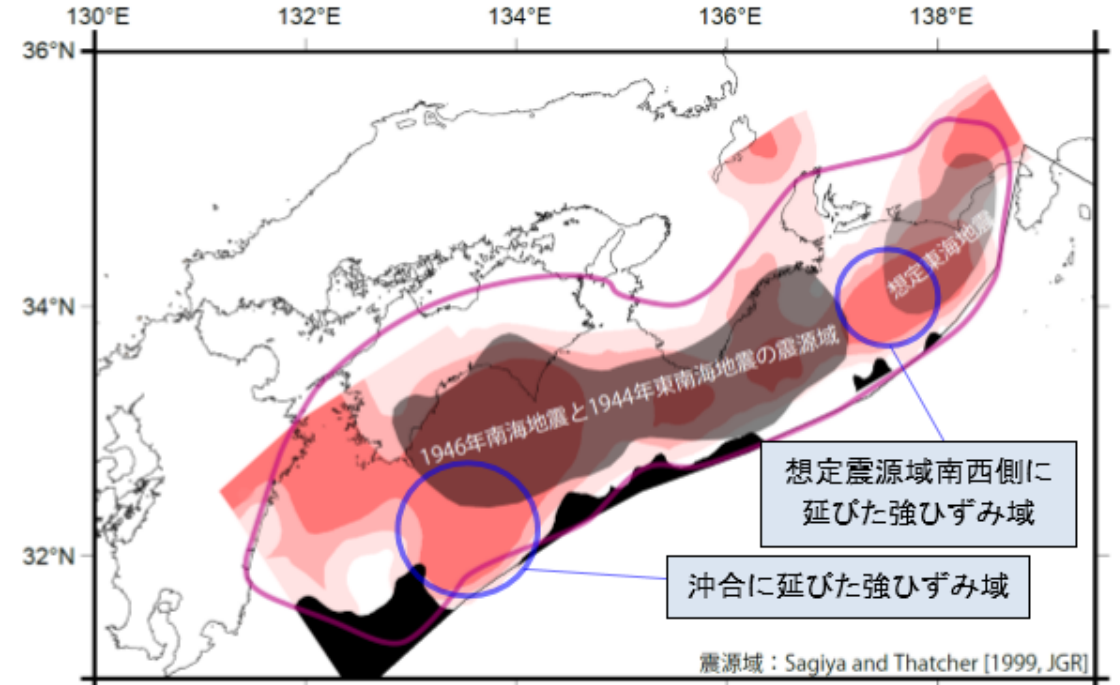 130°E
132°E
134°E
136°E
138°E
36°N
34°N
32°N
想定東海地震
1946年南海地震と1944年東南海地震の震源域
想定震源域南西側に
延びた強ひずみ域
沖合に延びた強ひずみ域
震源域：Sagiya and Thatcher [1999, JGR]